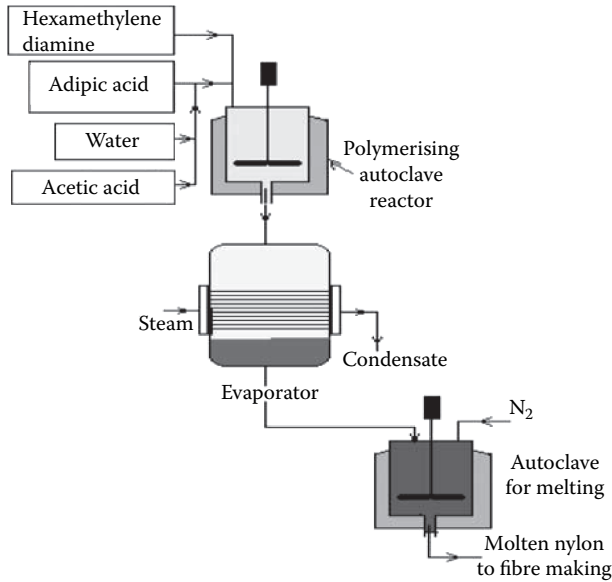 Hexamethylene
diamine
Adipic acid
Water
Acetic acid
Polymerising
autoclave
reactor
Steam
Condensate
Evaporator
N₂
Autoclave
for melting
Molten nylon
to fibre making